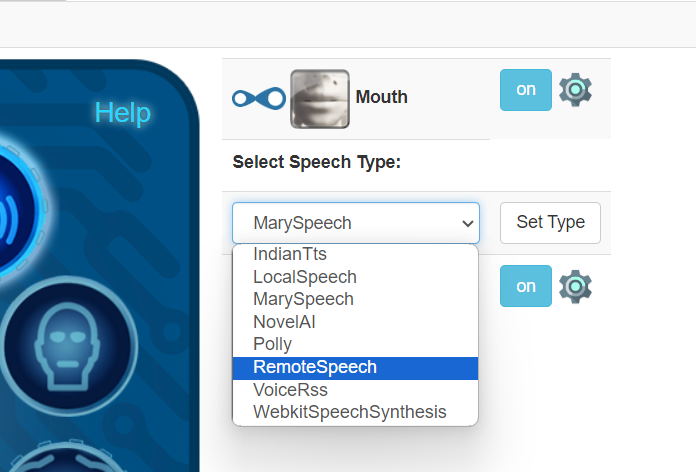 Help
Mouth
on
Select Speech Type:
MarySpeech
Set Type
IndianTts
LocalSpeech
MarySpeech
NovelAI
Polly
RemoteSpeech
VoiceRss
WebkitSpeechSynthesis
on